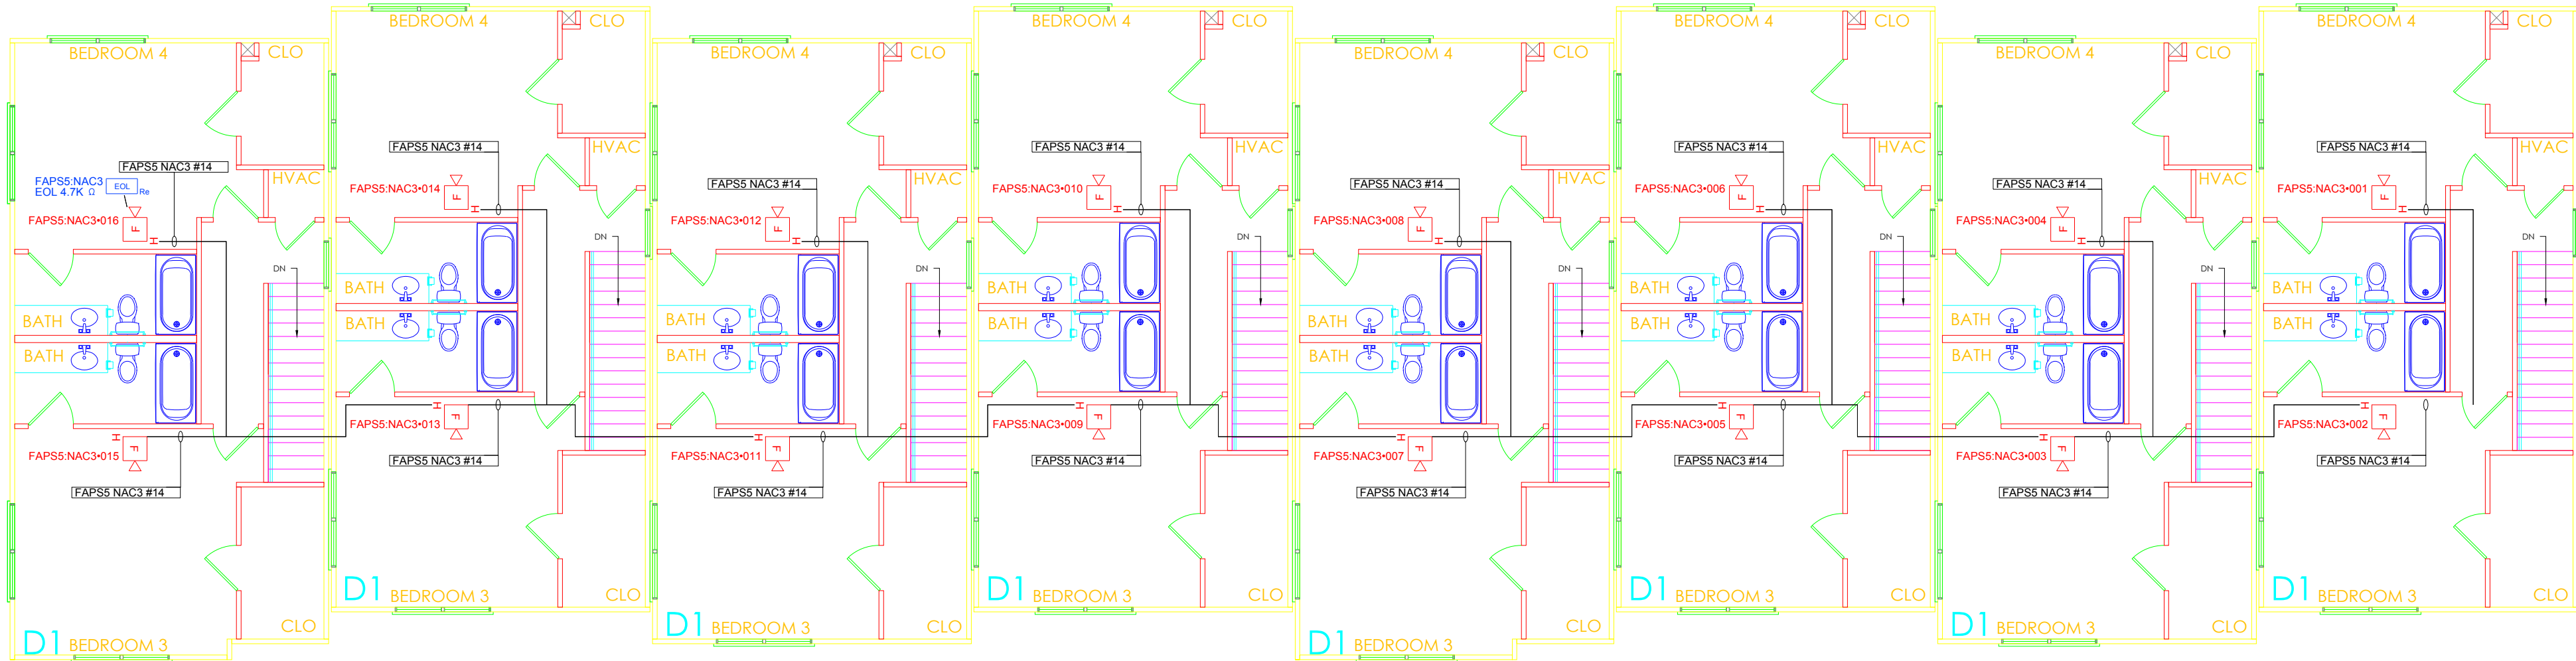 BEDROOM 4
CLO
FAPS5 NAC3 #14
HVAC
FAPS5:NAC3
EOL 4.7K Ω
EOL
Re
FAPS5:NAC3•016
F
H
DN
BATH
BATH
H
F
FAPS5:NAC3•015
FAPS5 NAC3 #14
CLO
D1
BEDROOM 3
BEDROOM 4
CLO
FAPS5 NAC3 #14
HVAC
FAPS5:NAC3•014
F
H
DN
BATH
BATH
H
F
FAPS5:NAC3•013
FAPS5 NAC3 #14
D1
BEDROOM 3
CLO
BEDROOM 4
CLO
FAPS5 NAC3 #14
HVAC
FAPS5:NAC3•012
F
H
DN
BATH
BATH
H
F
FAPS5:NAC3•011
FAPS5 NAC3 #14
D1
BEDROOM 3
CLO
BEDROOM 4
CLO
FAPS5 NAC3 #14
HVAC
FAPS5:NAC3•010
F
H
DN
BATH
BATH
H
F
FAPS5:NAC3•009
FAPS5 NAC3 #14
D1
BEDROOM 3
CLO
BEDROOM 4
CLO
FAPS5 NAC3 #14
HVAC
FAPS5:NAC3•008
F
H
DN
BATH
BATH
H
F
FAPS5:NAC3•007
FAPS5 NAC3 #14
CLO
D1
BEDROOM 3
BEDROOM 4
CLO
FAPS5 NAC3 #14
HVAC
FAPS5:NAC3•006
F
H
DN
BATH
BATH
H
F
FAPS5:NAC3•005
FAPS5 NAC3 #14
D1
BEDROOM 3
CLO
BEDROOM 4
CLO
FAPS5 NAC3 #14
HVAC
FAPS5:NAC3•004
F
H
DN
BATH
BATH
H
F
FAPS5:NAC3•003
FAPS5 NAC3 #14
D1
BEDROOM 3
CLO
BEDROOM 4
CLO
FAPS5 NAC3 #14
HVAC
FAPS5:NAC3•001
F
H
DN
BATH
BATH
H
F
FAPS5:NAC3•002
FAPS5 NAC3 #14
D1
BEDROOM 3
CLO